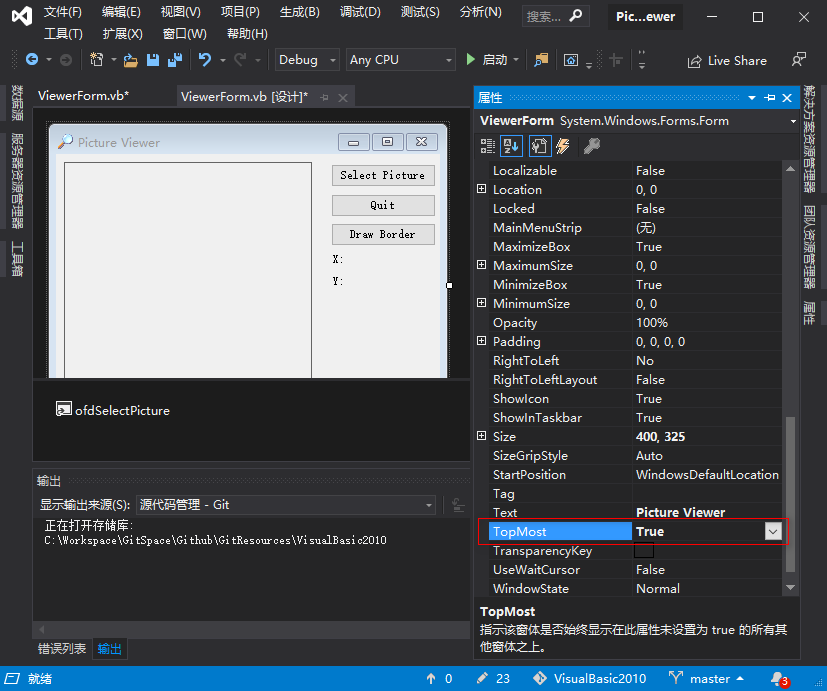 文件(F) 编辑(E) 视图(V) 项目(P) 生成(B) 调试(D) 测试(S) 分析(N) 搜索... Pic...ewer
工具(T) 扩展(X) 窗口(W) 帮助(H)
Debug Any CPU 启动 Live Share
数据源
服务器资源管理器
工具箱
ViewerForm.vb* ViewerForm.vb [设计]*
Picture Viewer
Select Picture
Quit
Draw Border
X:
Y:
ofdSelectPicture
输出
显示输出来源(S): 源代码管理 - Git
正在打开存储库:
C:\Workspace\GitSpace\Github\GitResources\VisualBasic2010
错误列表 输出
属性
ViewerForm System.Windows.Forms.Form
Localizable False
Location 0, 0
Locked False
MainMenuStrip (无)
MaximizeBox True
MaximumSize 0, 0
MinimizeBox True
MinimumSize 0, 0
Opacity 100%
Padding 0, 0, 0, 0
RightToLeft No
RightToLeftLayout False
ShowIcon True
ShowInTaskbar True
Size 400, 325
SizeGripStyle Auto
StartPosition WindowsDefaultLocation
Tag
Text Picture Viewer
TopMost True
TransparencyKey
UseWaitCursor False
WindowState Normal
TopMost
指示该窗体是否始终显示在此属性未设置为 true 的所有其
他窗体之上。
解决方案资源管理器
团队资源管理器
属性
就绪 0 23 VisualBasic2010 master 3